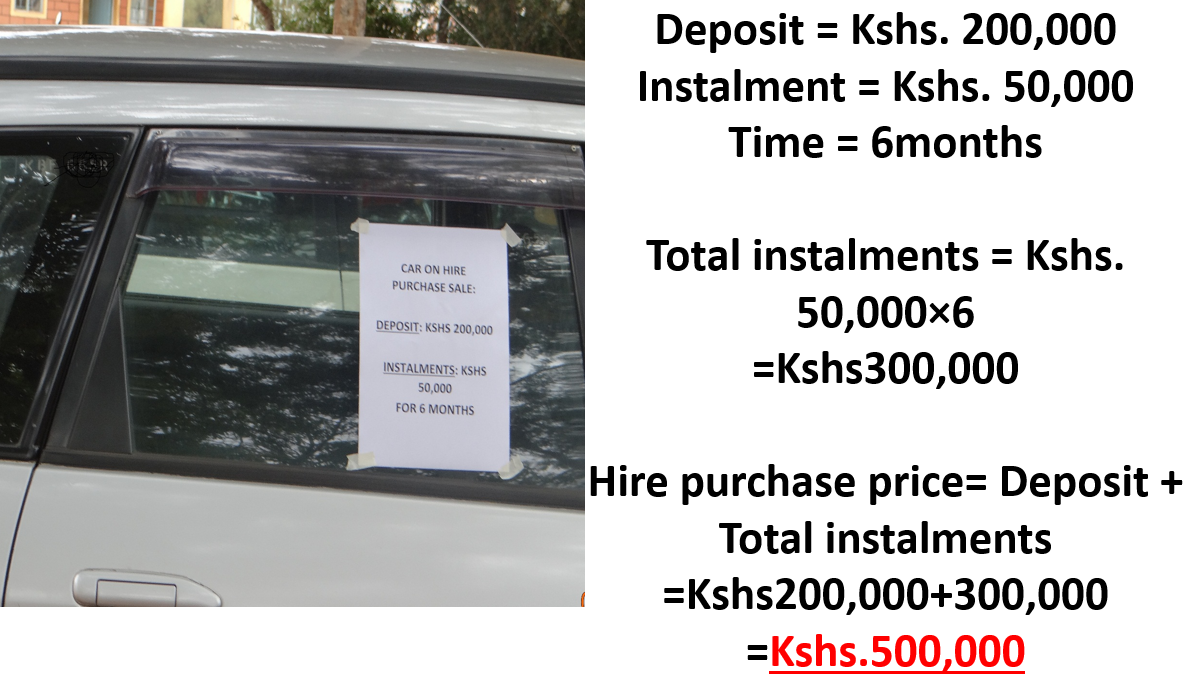 CAR ON HIRE
PURCHASE SALE:
DEPOSIT: KSHS 200,000
INSTALMENTS: KSHS
50,000
FOR 6 MONTHS
Deposit = Kshs. 200,000
Instalment = Kshs. 50,000
Time = 6months
Total instalments = Kshs.
50,000×6
=Kshs300,000
Hire purchase price= Deposit +
Total instalments
=Kshs200,000+300,000
=Kshs.500,000